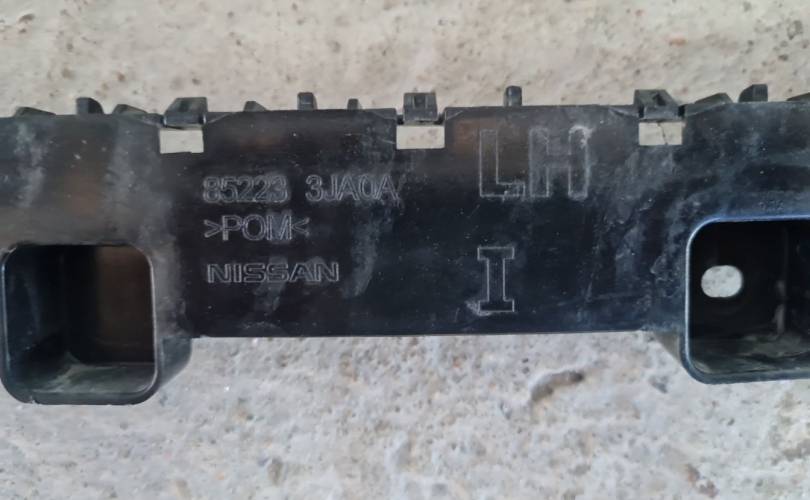 85223 3JA0A
>POM<
NISSAN
LH
I